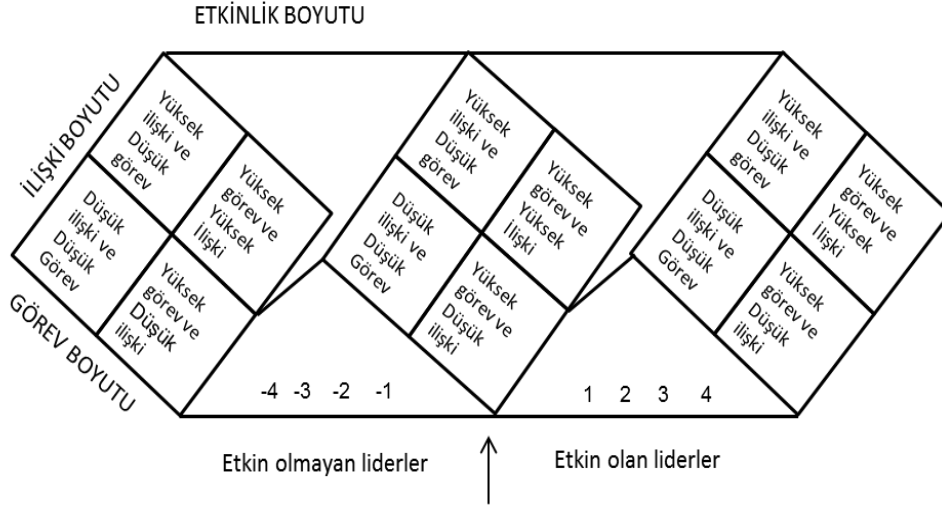 ETKİNLİK BOYUTU
İLİŞKİ BOYUTU
GÖREV BOYUTU
Yüksek
ilişki ve
Düşük
görev
Yüksek
görev ve
Yüksek
İlişki
Düşük
ilişki ve
Düşük
Görev
Yüksek
görev ve
Düşük
ilişki
Yüksek
ilişki ve
Düşük
görev
Yüksek
görev ve
Yüksek
İlişki
Düşük
ilişki ve
Düşük
Görev
Yüksek
görev ve
Düşük
ilişki
Yüksek
ilişki ve
Düşük
görev
Yüksek
görev ve
Yüksek
İlişki
Düşük
ilişki ve
Düşük
Görev
Yüksek
görev ve
Düşük
ilişki
-4 -3 -2 -1
1 2 3 4
Etkin olmayan liderler
Etkin olan liderler